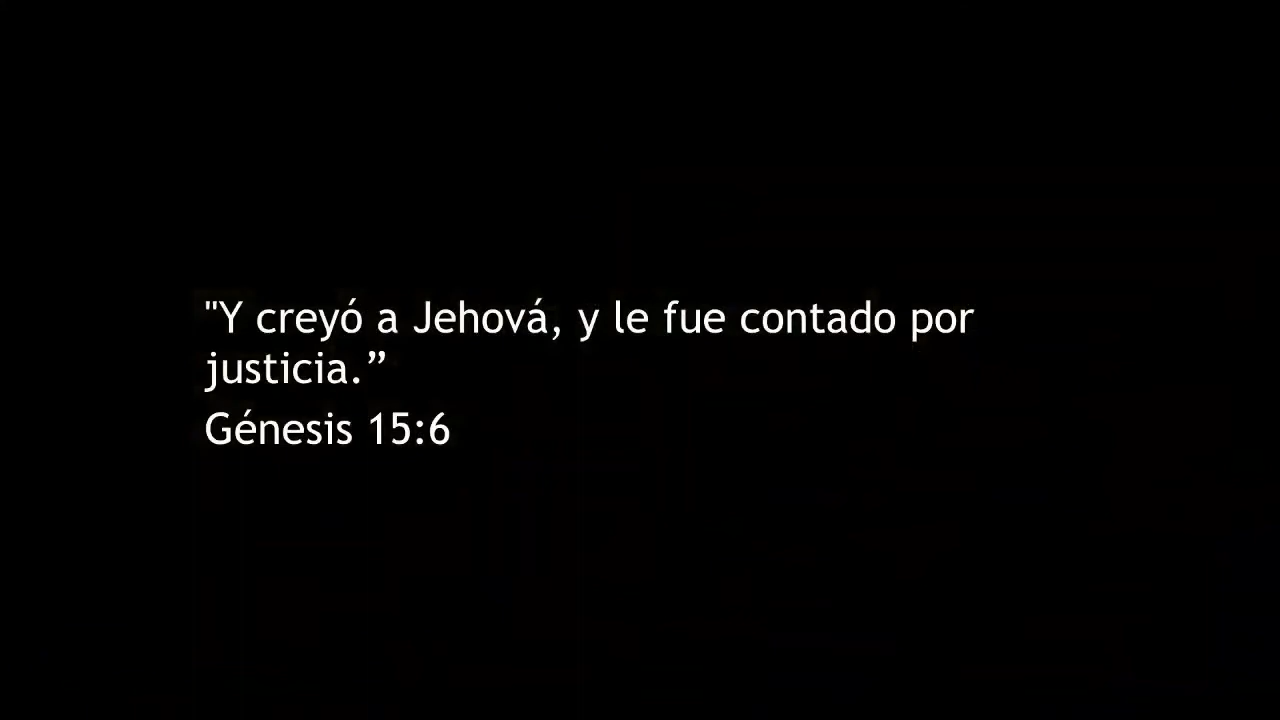 "Y creyó a Jehová, y le fue contado por
justicia.”
Génesis 15:6